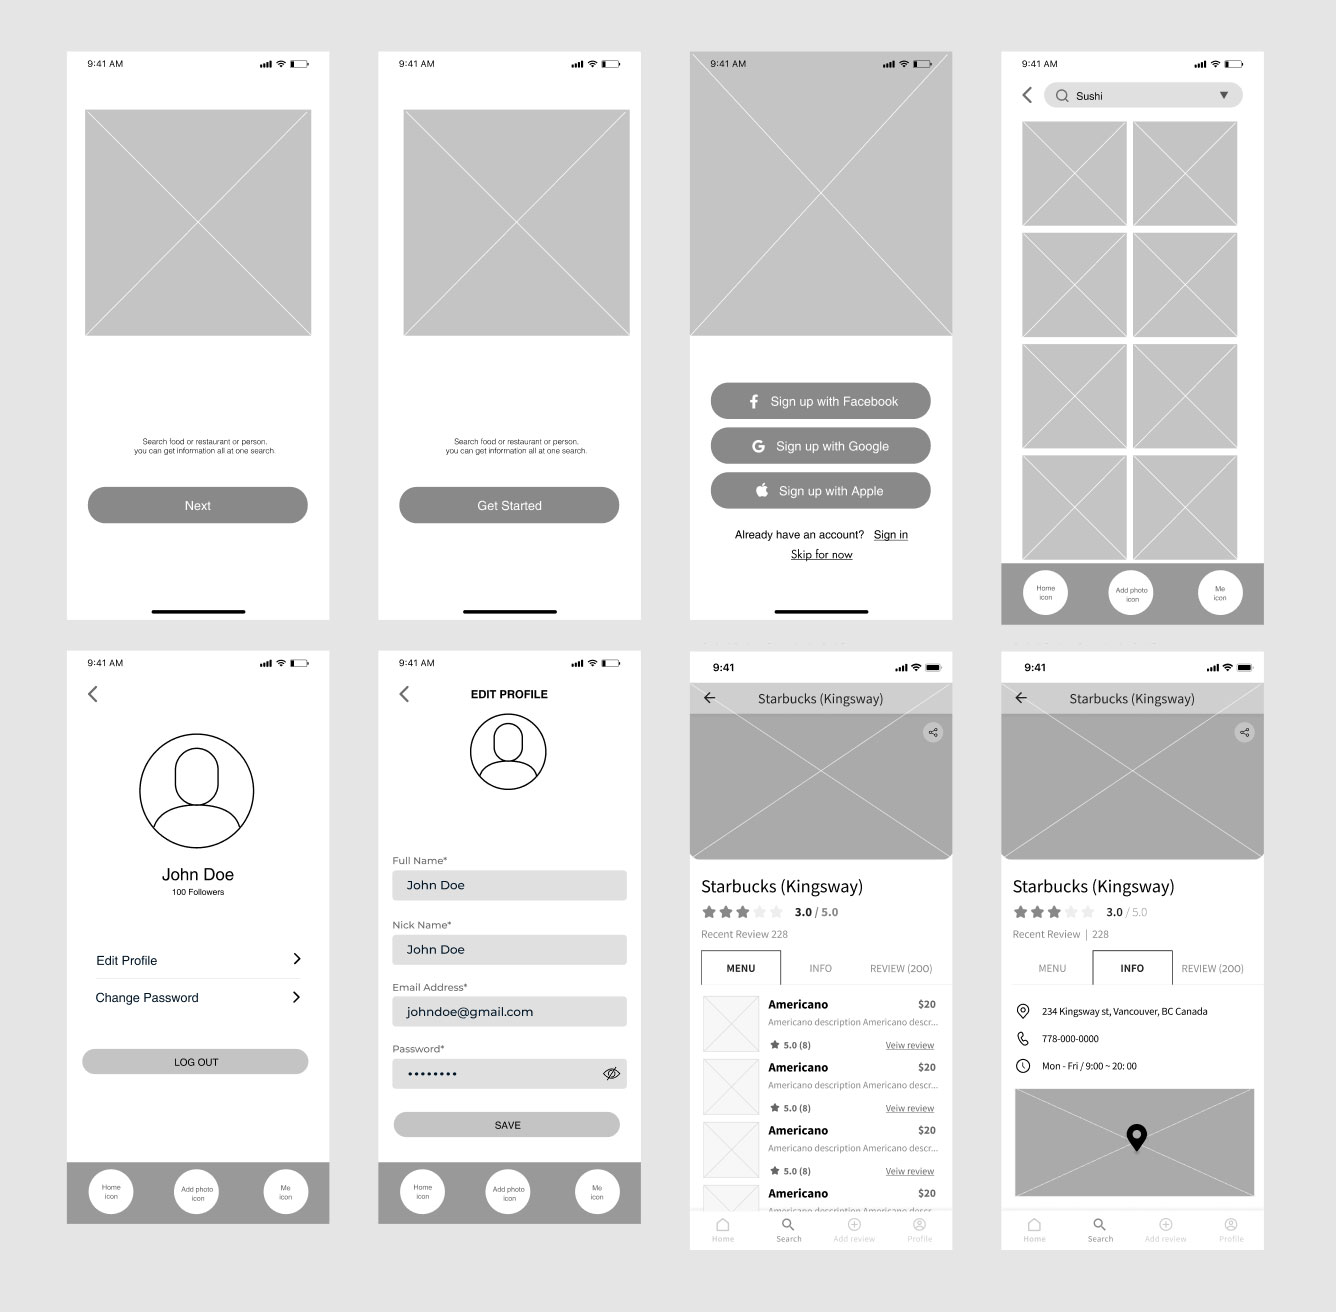 9:41 AM
Search food or restaurant or person.
you can get information all at one search.
Next
9:41 AM
Search food or restaurant or person.
you can get information all at one search.
Get Started
9:41 AM
Sign up with Facebook
Sign up with Google
Sign up with Apple
Already have an account? Sign in
Skip for now
9:41 AM
Sushi
Home
icon
Add photo
icon
Me
icon
9:41 AM
John Doe
100 Followers
Edit Profile
Change Password
LOG OUT
Home
icon
Add photo
icon
Me
icon
9:41 AM
EDIT PROFILE
Full Name*
John Doe
Nick Name*
John Doe
Email Address*
johndoe@gmail.com
Password*
SAVE
Home
icon
Add photo
icon
Me
icon
9:41
Starbucks (Kingsway)
Starbucks (Kingsway)
3.0 / 5.0
Recent Review 228
MENU INFO REVIEW (200)
Americano $20
Americano description Americano descr...
5.0 (8) Veiw review
Americano $20
Americano description Americano descr...
5.0 (8) Veiw review
Americano $20
Americano description Americano descr...
5.0 (8) Veiw review
Americano $20
Americano description Americano descr...
Home Search Add review Profile
9:41
Starbucks (Kingsway)
Starbucks (Kingsway)
3.0 / 5.0
Recent Review | 228
MENU INFO REVIEW (200)
234 Kingsway st, Vancouver, BC Canada
778-000-0000
Mon - Fri / 9:00 ~ 20: 00
Home Search Add review Profile